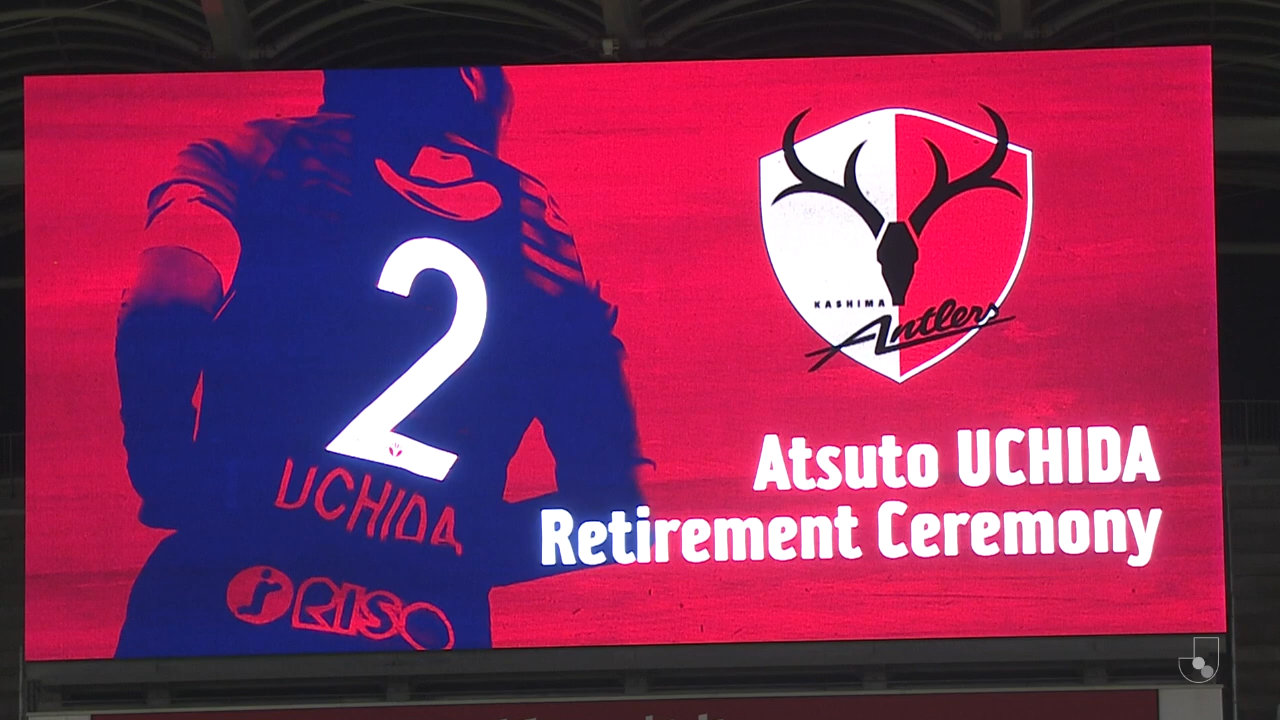 2
UCHIDA
RISO
KASHIMA
Antlers
Atsuto UCHIDA
Retirement Ceremony